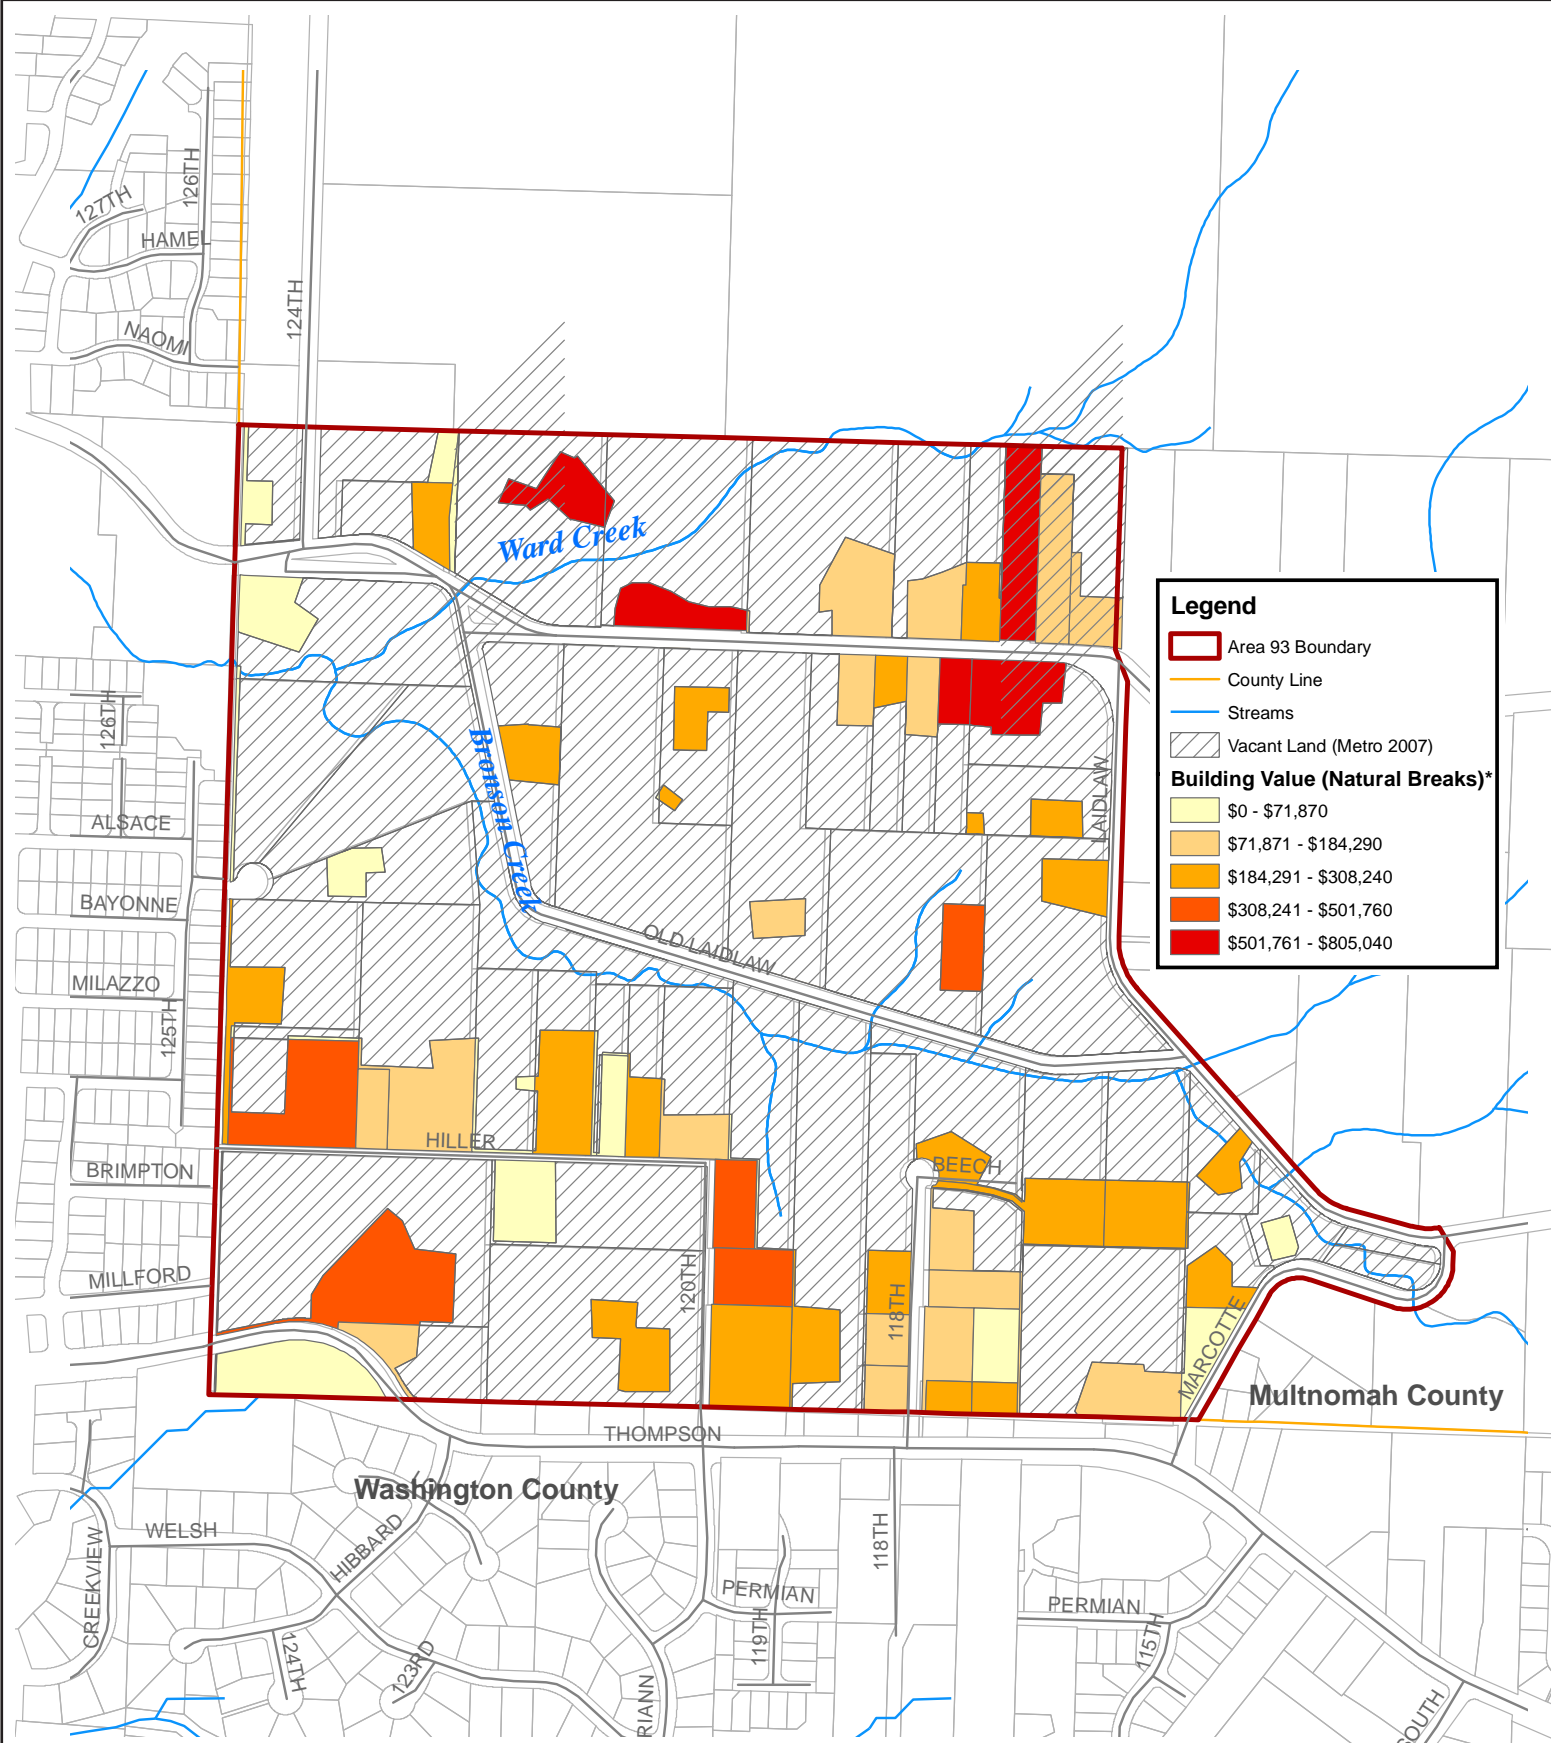 127TH
126TH
HAMEL
NAOMI
124TH
Ward Creek
Legend
Area 93 Boundary
County Line
Streams
Vacant Land (Metro 2007)
Building Value (Natural Breaks)*
$0 - $71,870
$71,871 - $184,290
$184,291 - $308,240
$308,241 - $501,760
$501,761 - $805,040
126TH
ALSACE
BAYONNE
MILAZZO
125TH
BRIMPTON
MILLFORD
Bronson Creek
AIDLAW
OLD LAIDLAW
HILLER
BEECH
120TH
118TH
MARCOTTE
Multnomah County
THOMPSON
Washington County
WELSH
HIBBARD
CREEKVIEW
124TH
123RD
RIANN
PERMIAN
119TH
118TH
PERMIAN
115TH
SOUTH